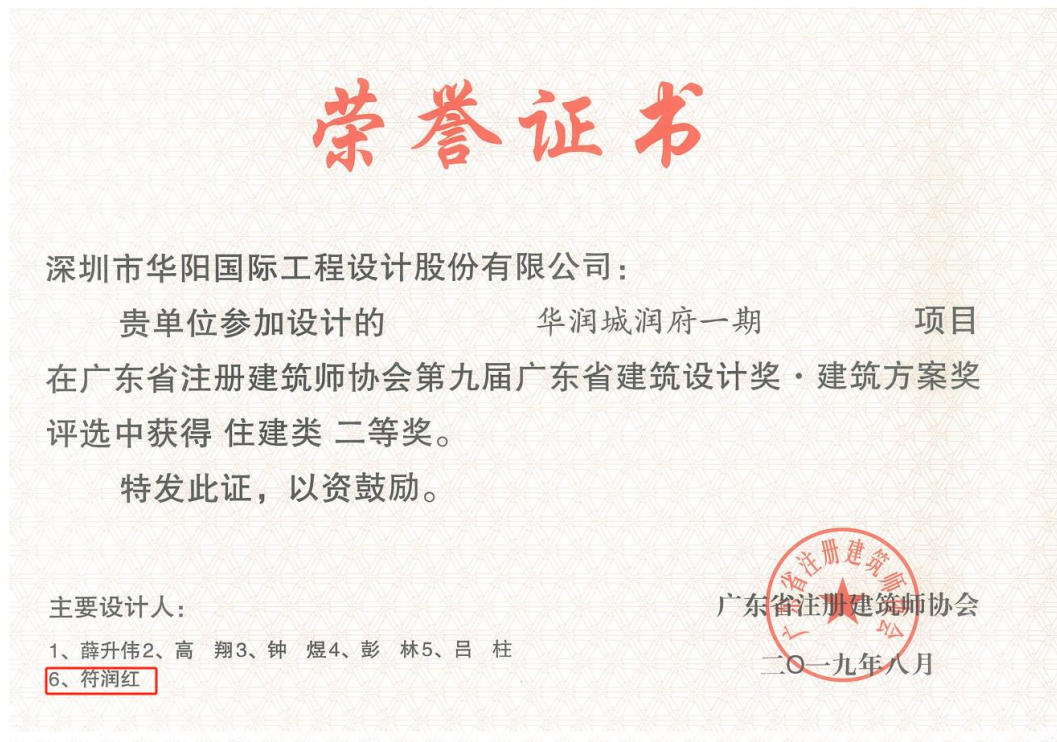 荣誉证书
深圳市华阳国际工程设计股份有限公司：
贵单位参加设计的 华润城润府一期 项目
在广东省注册建筑师协会第九届广东省建筑设计奖·建筑方案奖
评选中获得 住建类 二等奖。
特发此证，以资鼓励。
主要设计人：
1、薛升伟2、高 翔3、钟 煜4、彭 林5、吕 柱
6、符润红
广东省注册建筑师协会
广东省注册建筑师协会
二〇一九年八月